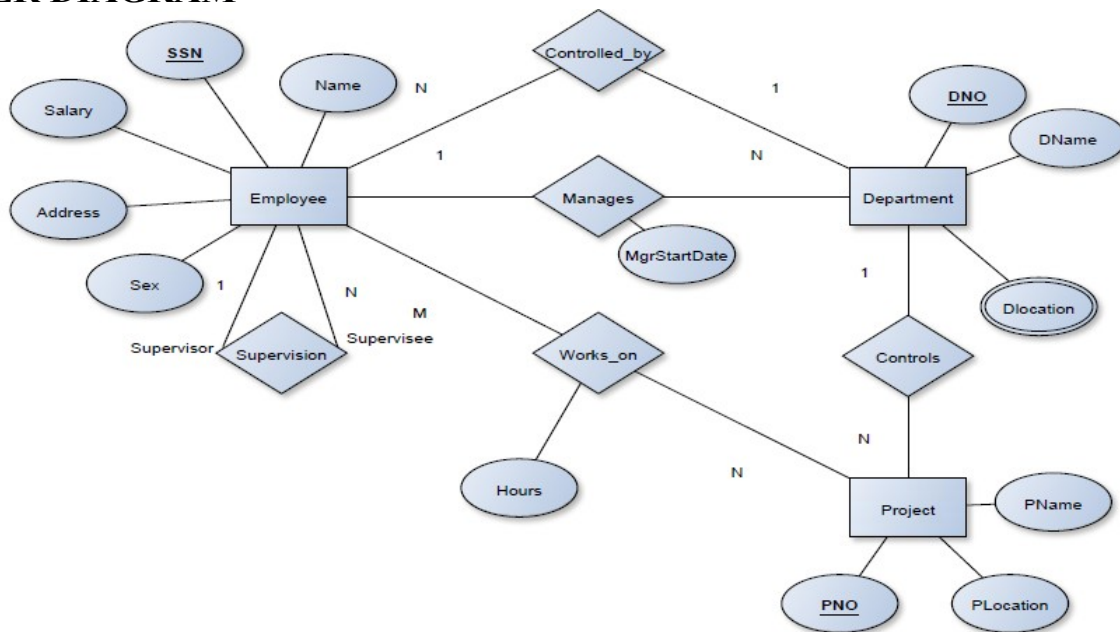 ER DIAGRAM
SSN
Controlled_by
Name
N
1
DNO
Salary
DName
1
N
Employee
Manages
Department
Address
MgrStartDate
Sex
1
N
1
Dlocation
M
Supervisor
Supervision
Supervisee
Works_on
Controls
N
N
Hours
PName
Project
PNO
PLocation